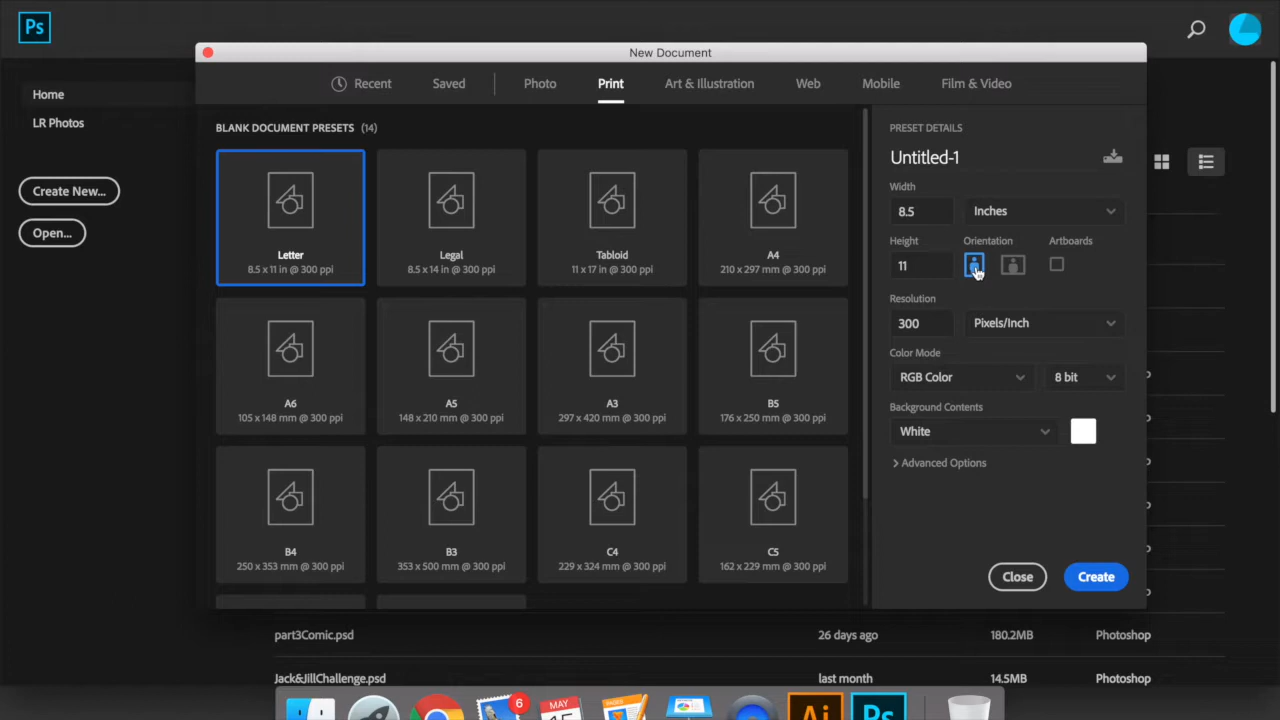 Ps
New Document
Recent Saved Photo Print Art & Illustration Web Mobile Film & Video
Home
LR Photos
Create New...
Open...
BLANK DOCUMENT PRESETS (14)
Letter
8.5 x 11 in @ 300 ppi
Legal
8.5 x 14 in @ 300 ppi
Tabloid
11 x 17 in @ 300 ppi
A4
210 x 297 mm @ 300 ppi
A6
105 x 148 mm @ 300 ppi
A5
148 x 210 mm @ 300 ppi
A3
297 x 420 mm @ 300 ppi
B5
176 x 250 mm @ 300 ppi
B4
250 x 353 mm @ 300 ppi
B3
353 x 500 mm @ 300 ppi
C4
229 x 324 mm @ 300 ppi
C5
162 x 229 mm @ 300 ppi
PRESET DETAILS
Untitled-1
Width
8.5 Inches
Height Orientation Artboards
11
Resolution
300 Pixels/Inch
Color Mode
RGB Color 8 bit
Background Contents
White
> Advanced Options
Close Create
part3Comic.psd 26 days ago 180.2MB Photoshop
Jack&JillChallenge.psd last month 14.5MB Photoshop
6
MAY
PAGES
Ai
Ps